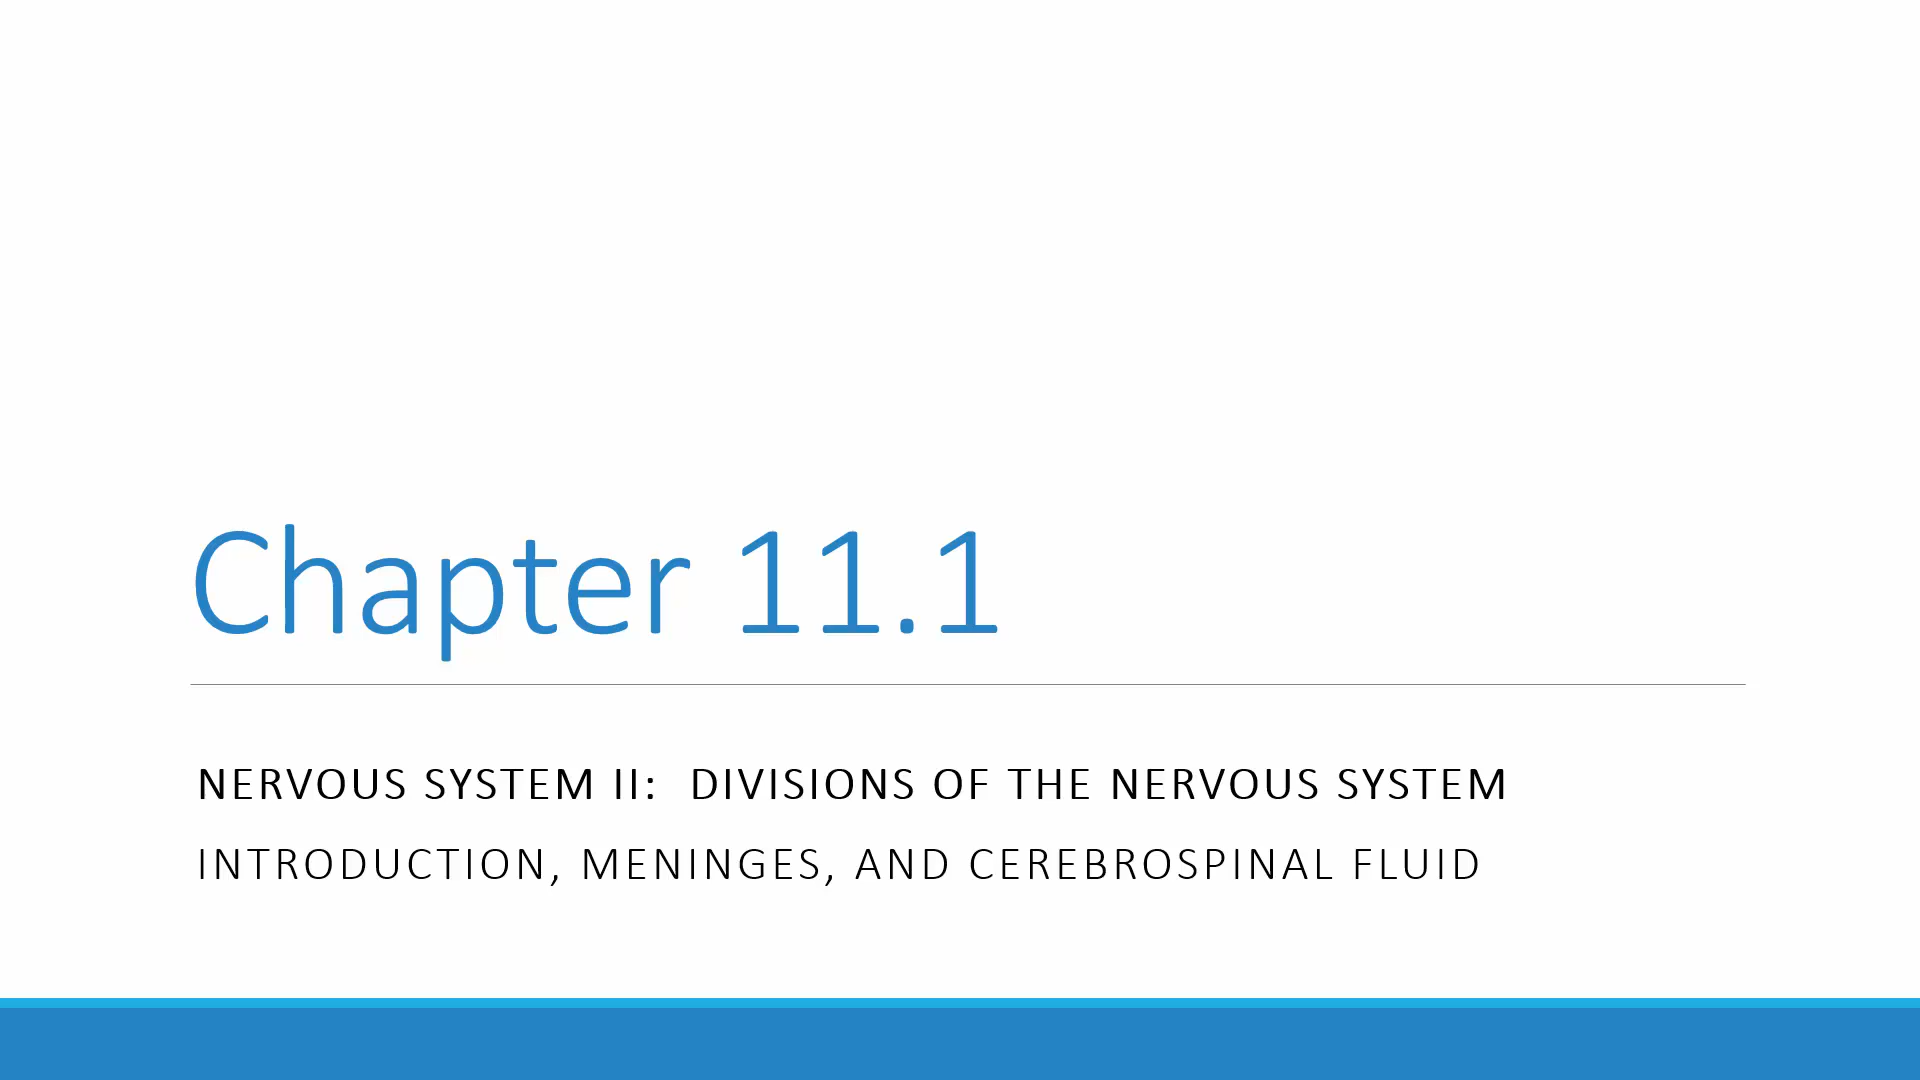 Chapter 11.1
NERVOUS SYSTEM II: DIVISIONS OF THE NERVOUS SYSTEM
INTRODUCTION, MENINGES, AND CEREBROSPINAL FLUID